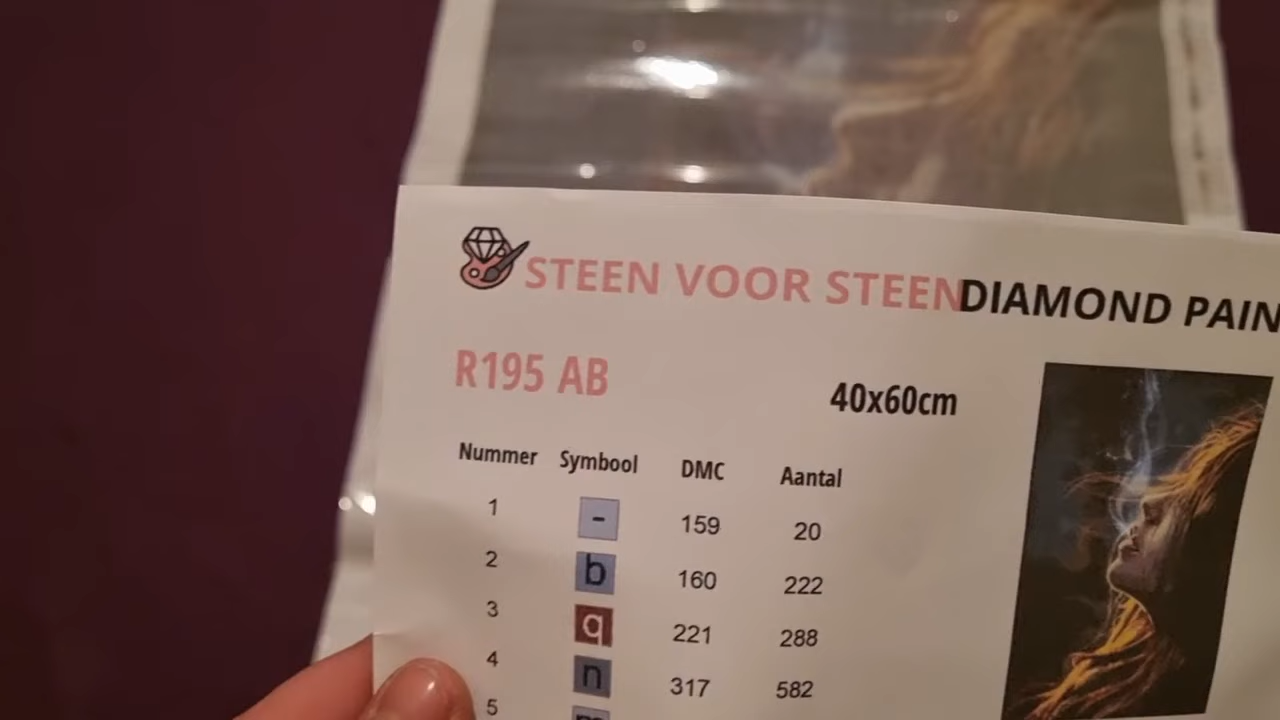 STEEN VOOR STEEN DIAMOND PAIN
R195 AB
40x60cm
Nummer Symbool DMC Aantal
1 - 159 20
2 b 160 222
3 q 221 288
4 n 317 582
5